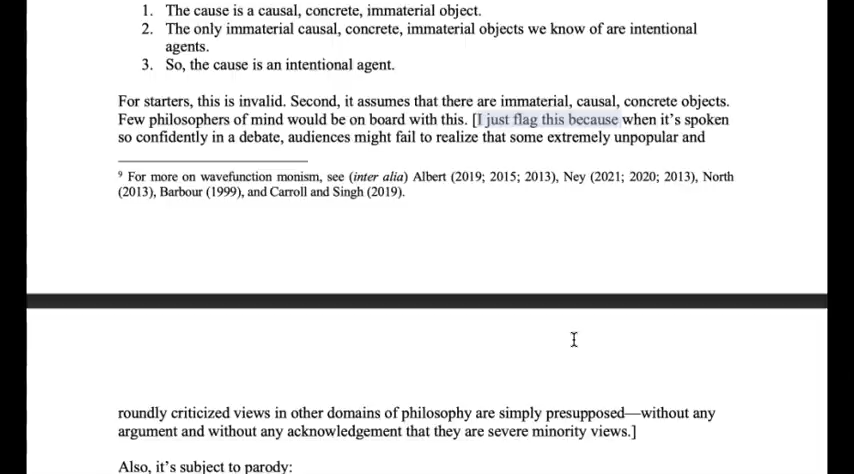 1. The cause is a causal, concrete, immaterial object.
2. The only immaterial causal, concrete, immaterial objects we know of are intentional
agents.
3. So, the cause is an intentional agent.
For starters, this is invalid. Second, it assumes that there are immaterial, causal, concrete objects.
Few philosophers of mind would be on board with this. [I just flag this because when it’s spoken
so confidently in a debate, audiences might fail to realize that some extremely unpopular and
9 For more on wavefunction monism, see (inter alia) Albert (2019; 2015; 2013), Ney (2021; 2020; 2013), North
(2013), Barbour (1999), and Carroll and Singh (2019).
roundly criticized views in other domains of philosophy are simply presupposed—without any
argument and without any acknowledgement that they are severe minority views.]
Also, it’s subject to parody: